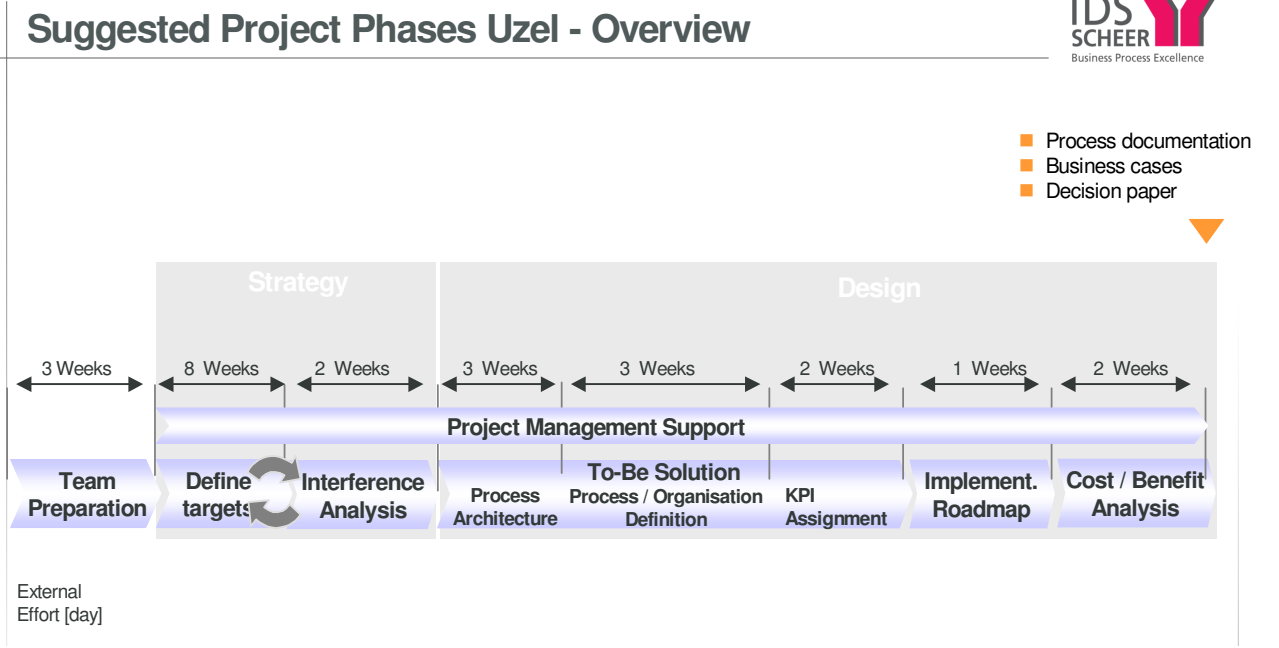 Suggested Project Phases Uzel - Overview
IDS
SCHEER
Business Process Excellence
Process documentation
Business cases
Decision paper
Strategy
Design
3 Weeks
8 Weeks
2 Weeks
3 Weeks
3 Weeks
2 Weeks
1 Weeks
2 Weeks
Project Management Support
Team
Preparation
Define
targets
Interference
Analysis
To-Be Solution
Process
Architecture
Process / Organisation
Definition
KPI
Assignment
Implement.
Roadmap
Cost / Benefit
Analysis
External
Effort [day]